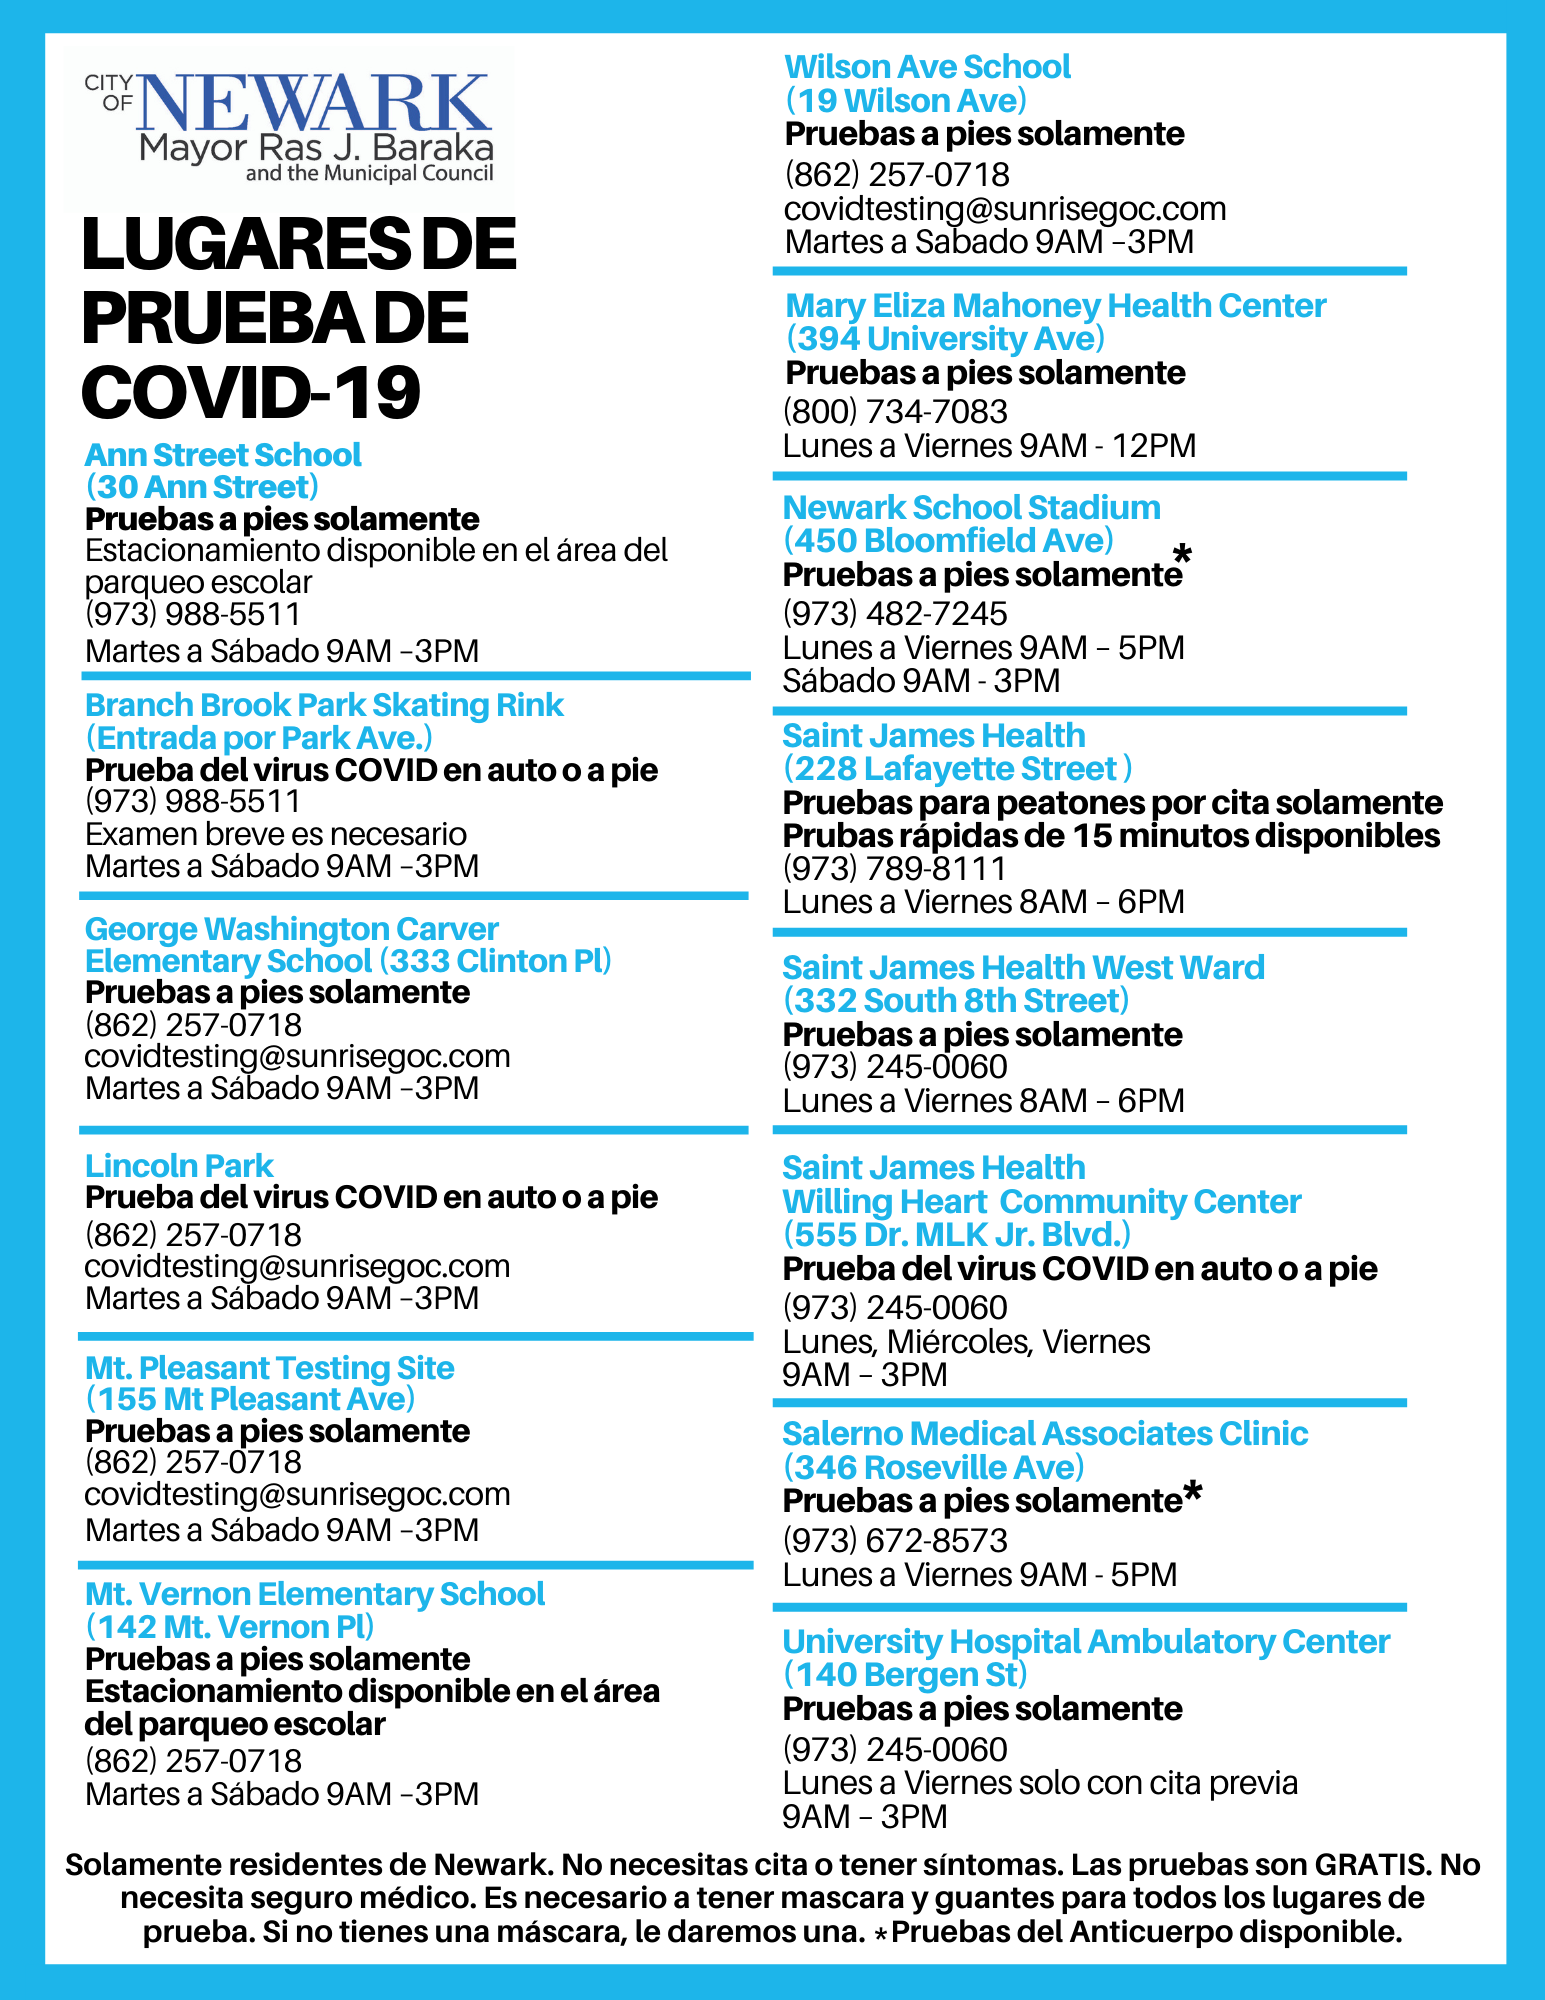 CITY
OF NEWARK
Mayor Ras J. Baraka
and the Municipal Council
LUGARES DE
PRUEBA DE
COVID-19
Ann Street School
(30 Ann Street)
Pruebas a pies solamente
Estacionamiento disponible en el área del
parqueo escolar
(973) 988-5511
Martes a Sábado 9AM –3PM
Branch Brook Park Skating Rink
(Entrada por Park Ave.)
Prueba del virus COVID en auto o a pie
(973) 988-5511
Examen breve es necesario
Martes a Sábado 9AM –3PM
George Washington Carver
Elementary School (333 Clinton Pl)
Pruebas a pies solamente
(862) 257-0718
covidtesting@sunrisegoc.com
Martes a Sábado 9AM –3PM
Lincoln Park
Prueba del virus COVID en auto o a pie
(862) 257-0718
covidtesting@sunrisegoc.com
Martes a Sábado 9AM –3PM
Mt. Pleasant Testing Site
(155 Mt Pleasant Ave)
Pruebas a pies solamente
(862) 257-0718
covidtesting@sunrisegoc.com
Martes a Sábado 9AM –3PM
Mt. Vernon Elementary School
(142 Mt. Vernon Pl)
Pruebas a pies solamente
Estacionamiento disponible en el área
del parqueo escolar
(862) 257-0718
Martes a Sábado 9AM –3PM
Wilson Ave School
(19 Wilson Ave)
Pruebas a pies solamente
(862) 257-0718
covidtesting@sunrisegoc.com
Martes a Sabado 9AM –3PM
Mary Eliza Mahoney Health Center
(394 University Ave)
Pruebas a pies solamente
(800) 734-7083
Lunes a Viernes 9AM - 12PM
Newark School Stadium
(450 Bloomfield Ave)
Pruebas a pies solamente*
(973) 482-7245
Lunes a Viernes 9AM – 5PM
Sábado 9AM - 3PM
Saint James Health
(228 Lafayette Street )
Pruebas para peatones por cita solamente
Prubas rápidas de 15 minutos disponibles
(973) 789-8111
Lunes a Viernes 8AM – 6PM
Saint James Health West Ward
(332 South 8th Street)
Pruebas a pies solamente
(973) 245-0060
Lunes a Viernes 8AM – 6PM
Saint James Health
Willing Heart Community Center
(555 Dr. MLK Jr. Blvd.)
Prueba del virus COVID en auto o a pie
(973) 245-0060
Lunes, Miércoles, Viernes
9AM – 3PM
Salerno Medical Associates Clinic
(346 Roseville Ave)
Pruebas a pies solamente*
(973) 672-8573
Lunes a Viernes 9AM - 5PM
University Hospital Ambulatory Center
(140 Bergen St)
Pruebas a pies solamente
(973) 245-0060
Lunes a Viernes solo con cita previa
9AM – 3PM
Solamente residentes de Newark. No necesitas cita o tener síntomas. Las pruebas son GRATIS. No
necesita seguro médico. Es necesario a tener mascara y guantes para todos los lugares de
prueba. Si no tienes una máscara, le daremos una. *Pruebas del Anticuerpo disponible.